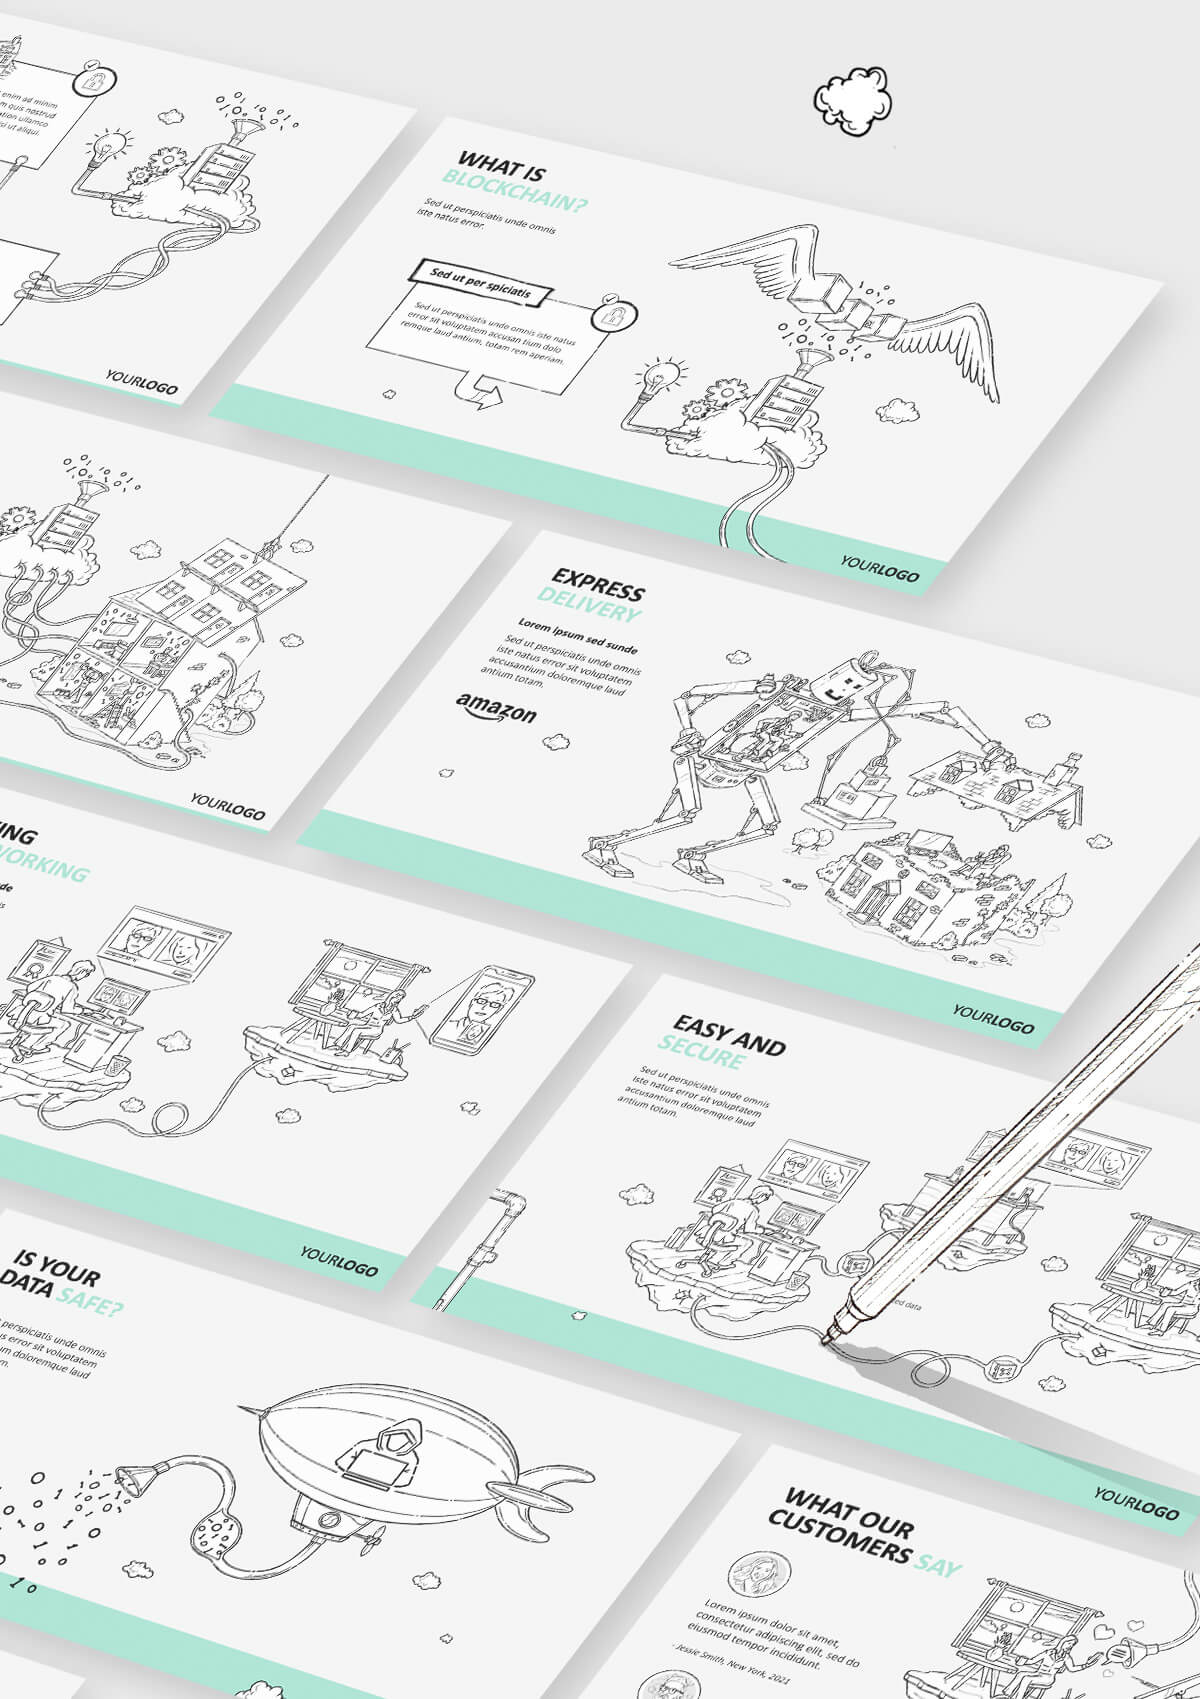 enim ad minim
m quis nostrud
ation ullamco
si ut aliqui.
YOURLOGO
WHAT IS
BLOCKCHAIN?
Sed ut perspiciatis unde omnis
iste natus error.
Sed ut per spiciatis
Sed ut perspiciatis unde omnis iste natus
error sit voluptatem accusan tium dolo
remque laud antium, totam rem aperiam.
YOURLOGO
YOURLOGO
EXPRESS
DELIVERY
Lorem ipsum sed sunde
Sed ut perspiciatis unde omnis
iste natus error sit voluptatem
accusantium doloremque laud
antium totam.
amazon
YOURLOGO
ING
WORKING
YOURLOGO
EASY AND
SECURE
Sed ut perspiciatis unde omnis
iste natus error sit voluptatem
accusantium doloremque laud
antium totam.
data
YOURLOGO
IS YOUR
DATA SAFE?
perspiciatis unde omnis
us error sit voluptatem
um doloremque laud
m.
WHAT OUR
CUSTOMERS SAY
Lorem ipsum dolor sit amet,
consectetur adipiscing elit, sed do
eiusmod tempor incididunt.
- Jessie Smith, New York, 2021